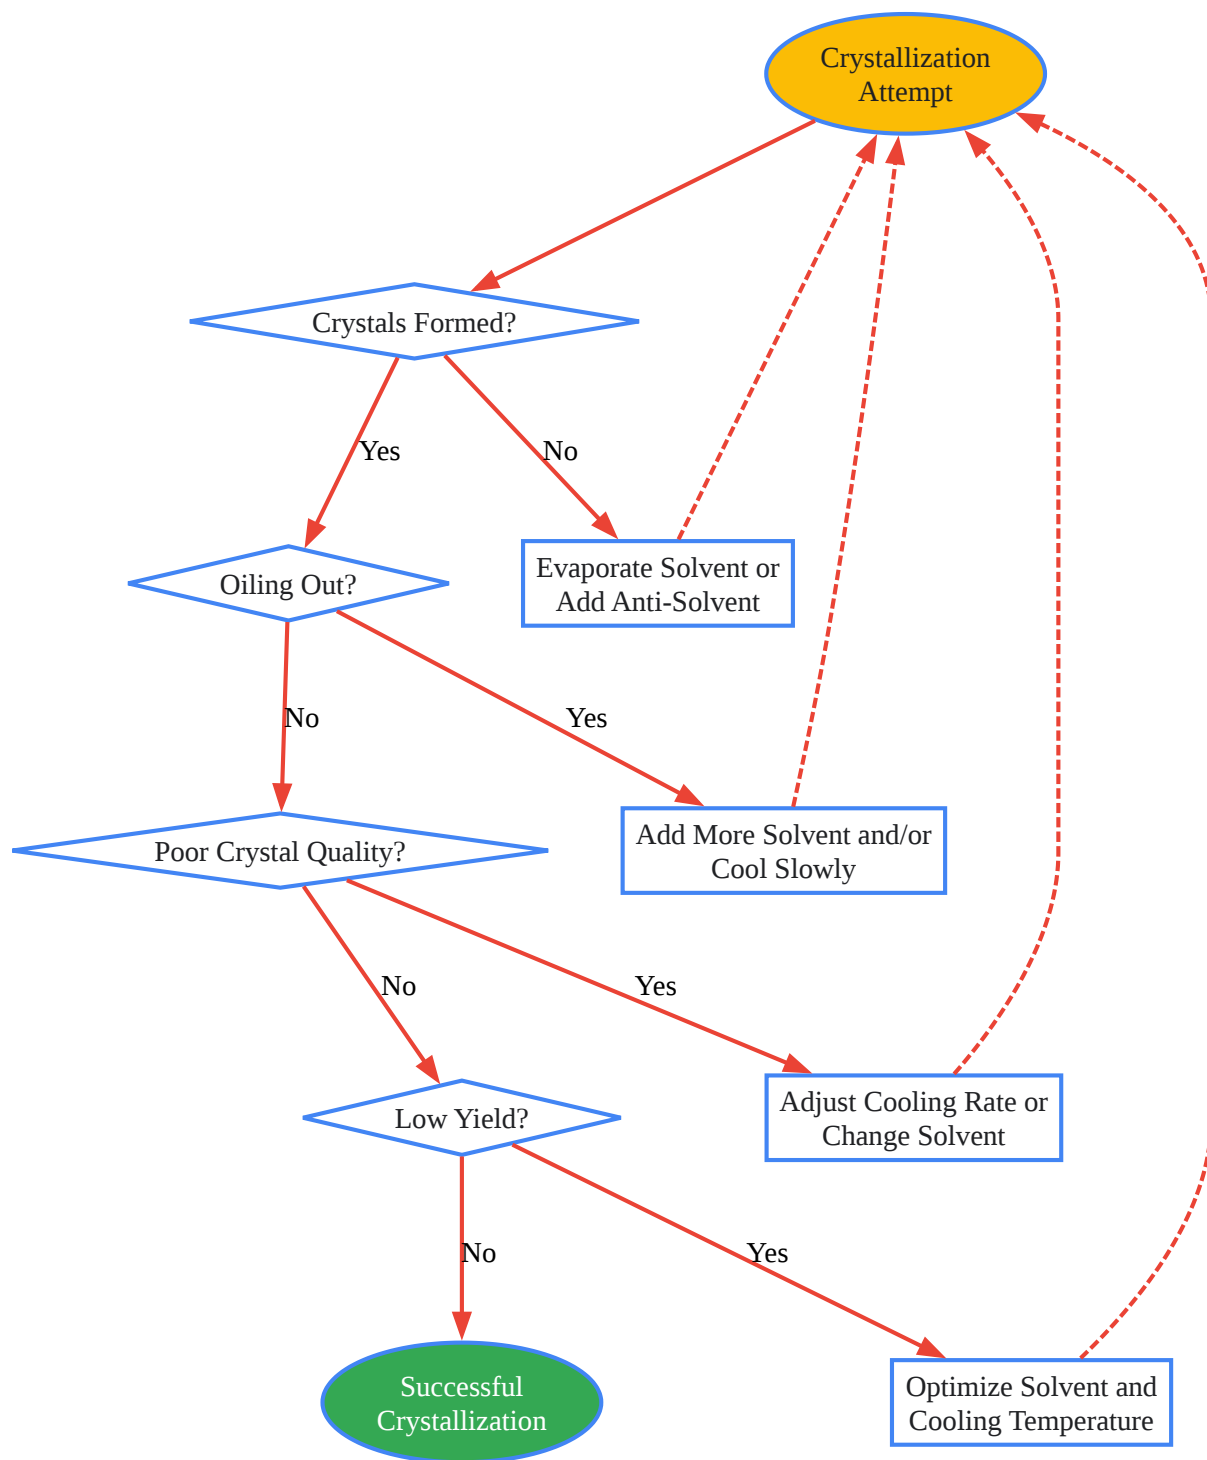 Crystallization
Attempt
Crystals Formed?
Yes
No
Oiling Out?
Evaporate Solvent or
Add Anti-Solvent
No
Yes
Poor Crystal Quality?
Add More Solvent and/or
Cool Slowly
No
Yes
Low Yield?
Adjust Cooling Rate or
Change Solvent
No
Yes
Successful
Crystallization
Optimize Solvent and
Cooling Temperature